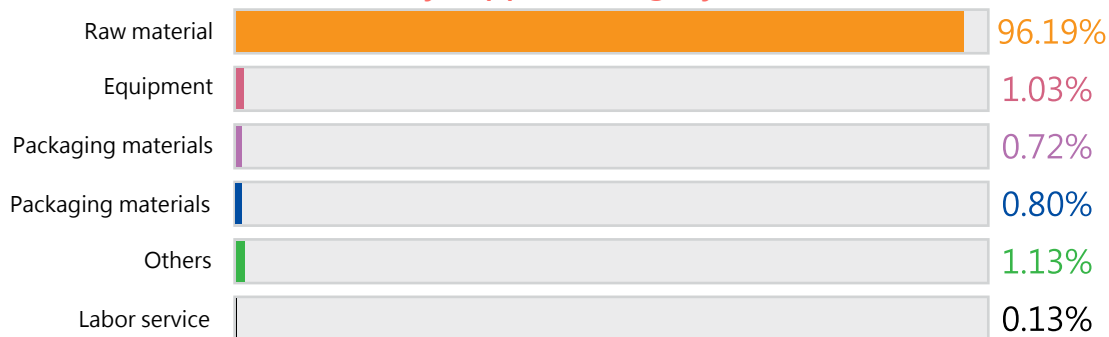 Raw material 96.19%
Equipment 1.03%
Packaging materials 0.72%
Packaging materials 0.80%
Others 1.13%
Labor service 0.13%